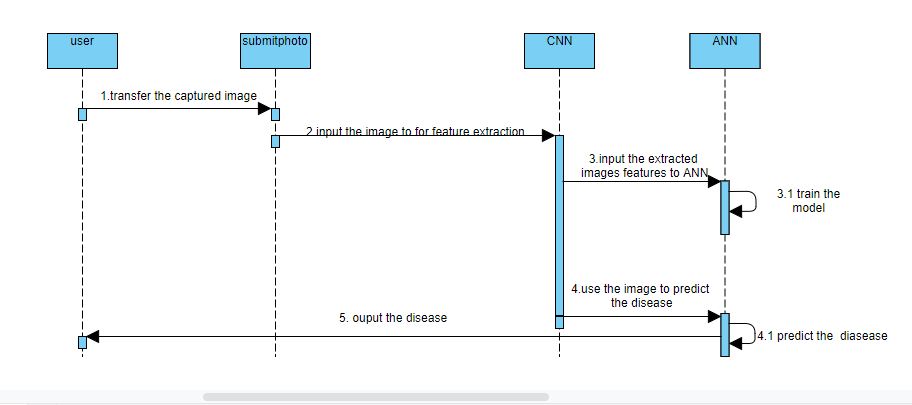 user
submitphoto
CNN
ANN
1.transfer the captured image
2.input the image to for feature extraction
3.input the extracted
images features to ANN
3.1 train the
model
4.use the image to predict
the disease
5. ouput the disease
4.1 predict the diasease